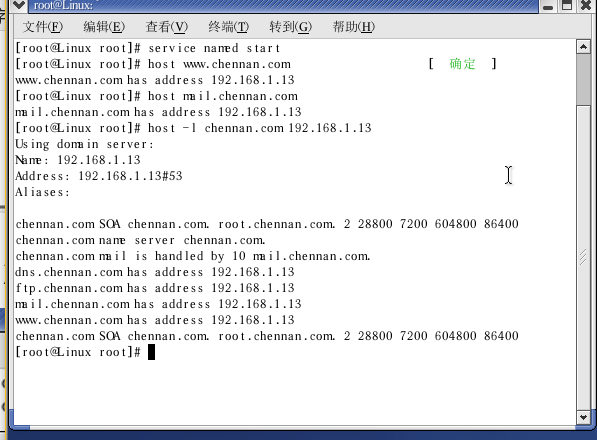 root@Linux:
文件(F) 编辑(E) 查看(V) 终端(T) 转到(G) 帮助(H)
[root@Linux root]# service named start
[root@Linux root]# host www.chennan.com [ 确定 ]
www.chennan.com has address 192.168.1.13
[root@Linux root]# host mail.chennan.com
mail.chennan.com has address 192.168.1.13
[root@Linux root]# host -l chennan.com 192.168.1.13
Using domain server:
Name: 192.168.1.13
Address: 192.168.1.13#53
Aliases:
chennan.com SOA chennan.com. root.chennan.com. 2 28800 7200 604800 86400
chennan.com name server chennan.com.
chennan.com mail is handled by 10 mail.chennan.com.
dns.chennan.com has address 192.168.1.13
ftp.chennan.com has address 192.168.1.13
mail.chennan.com has address 192.168.1.13
www.chennan.com has address 192.168.1.13
chennan.com SOA chennan.com. root.chennan.com. 2 28800 7200 604800 86400
[root@Linux root]#